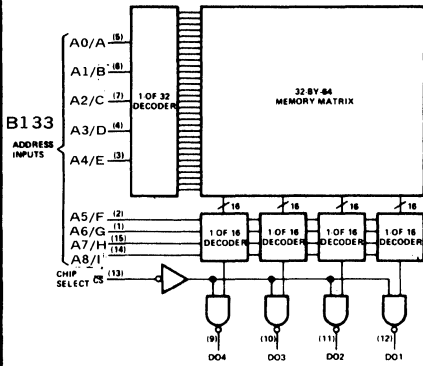 A0/A (5)
A1/B (6)
A2/C (7)
A3/D (4)
A4/E (3)
B133
ADDRESS
INPUTS
1 OF 32
DECODER
32-BY-64
MEMORY MATRIX
16 16 16 16
A5/F (2)
A6/G (1)
A7/H (15)
A8/I (14)
1 OF 16
DECODER
1 OF 16
DECODER
1 OF 16
DECODER
1 OF 16
DECODER
CHIP
SELECT C̅S̅ (13)
(9) (10) (11) (12)
DO4 DO3 DO2 DO1